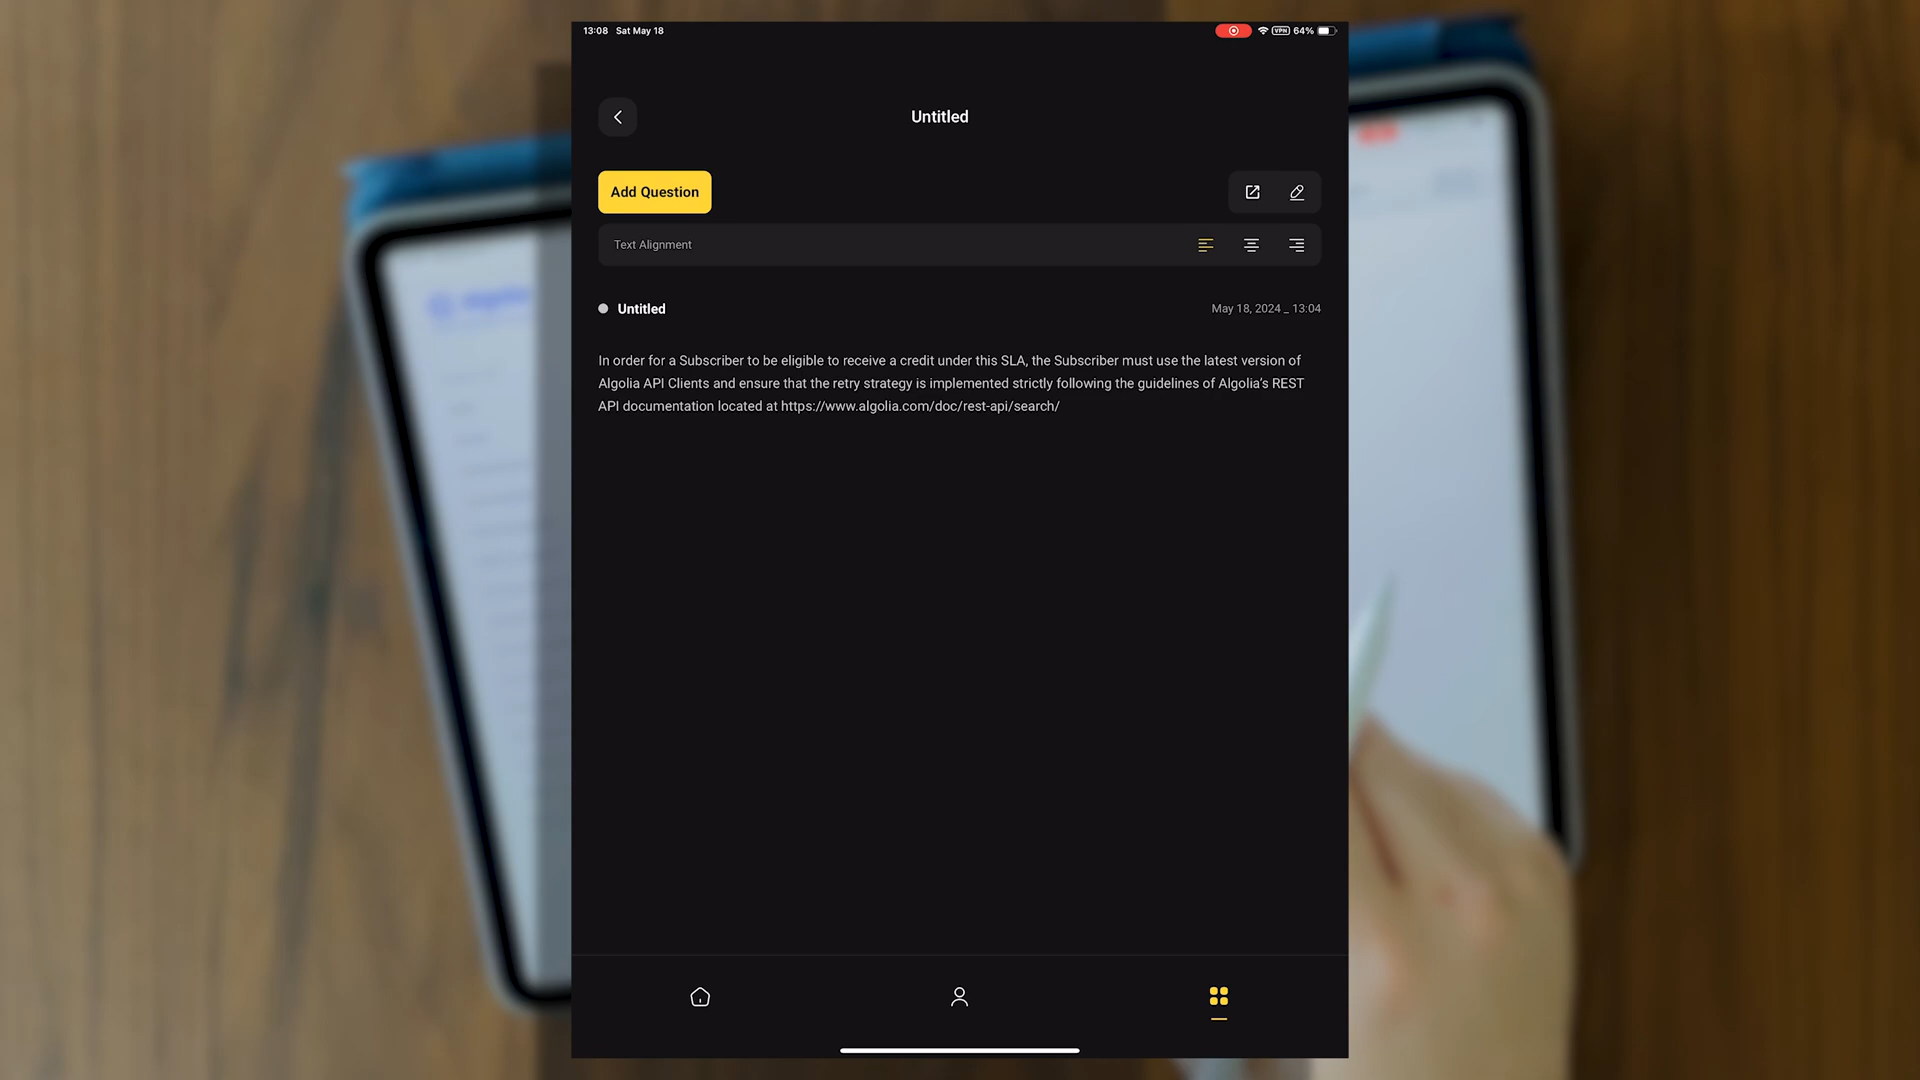 13:08 Sat May 18
VPN 64%
Untitled
Add Question
Text Alignment
Untitled
May 18, 2024 _ 13:04
In order for a Subscriber to be eligible to receive a credit under this SLA, the Subscriber must use the latest version of
Algolia API Clients and ensure that the retry strategy is implemented strictly following the guidelines of Algolia’s REST
API documentation located at https://www.algolia.com/doc/rest-api/search/